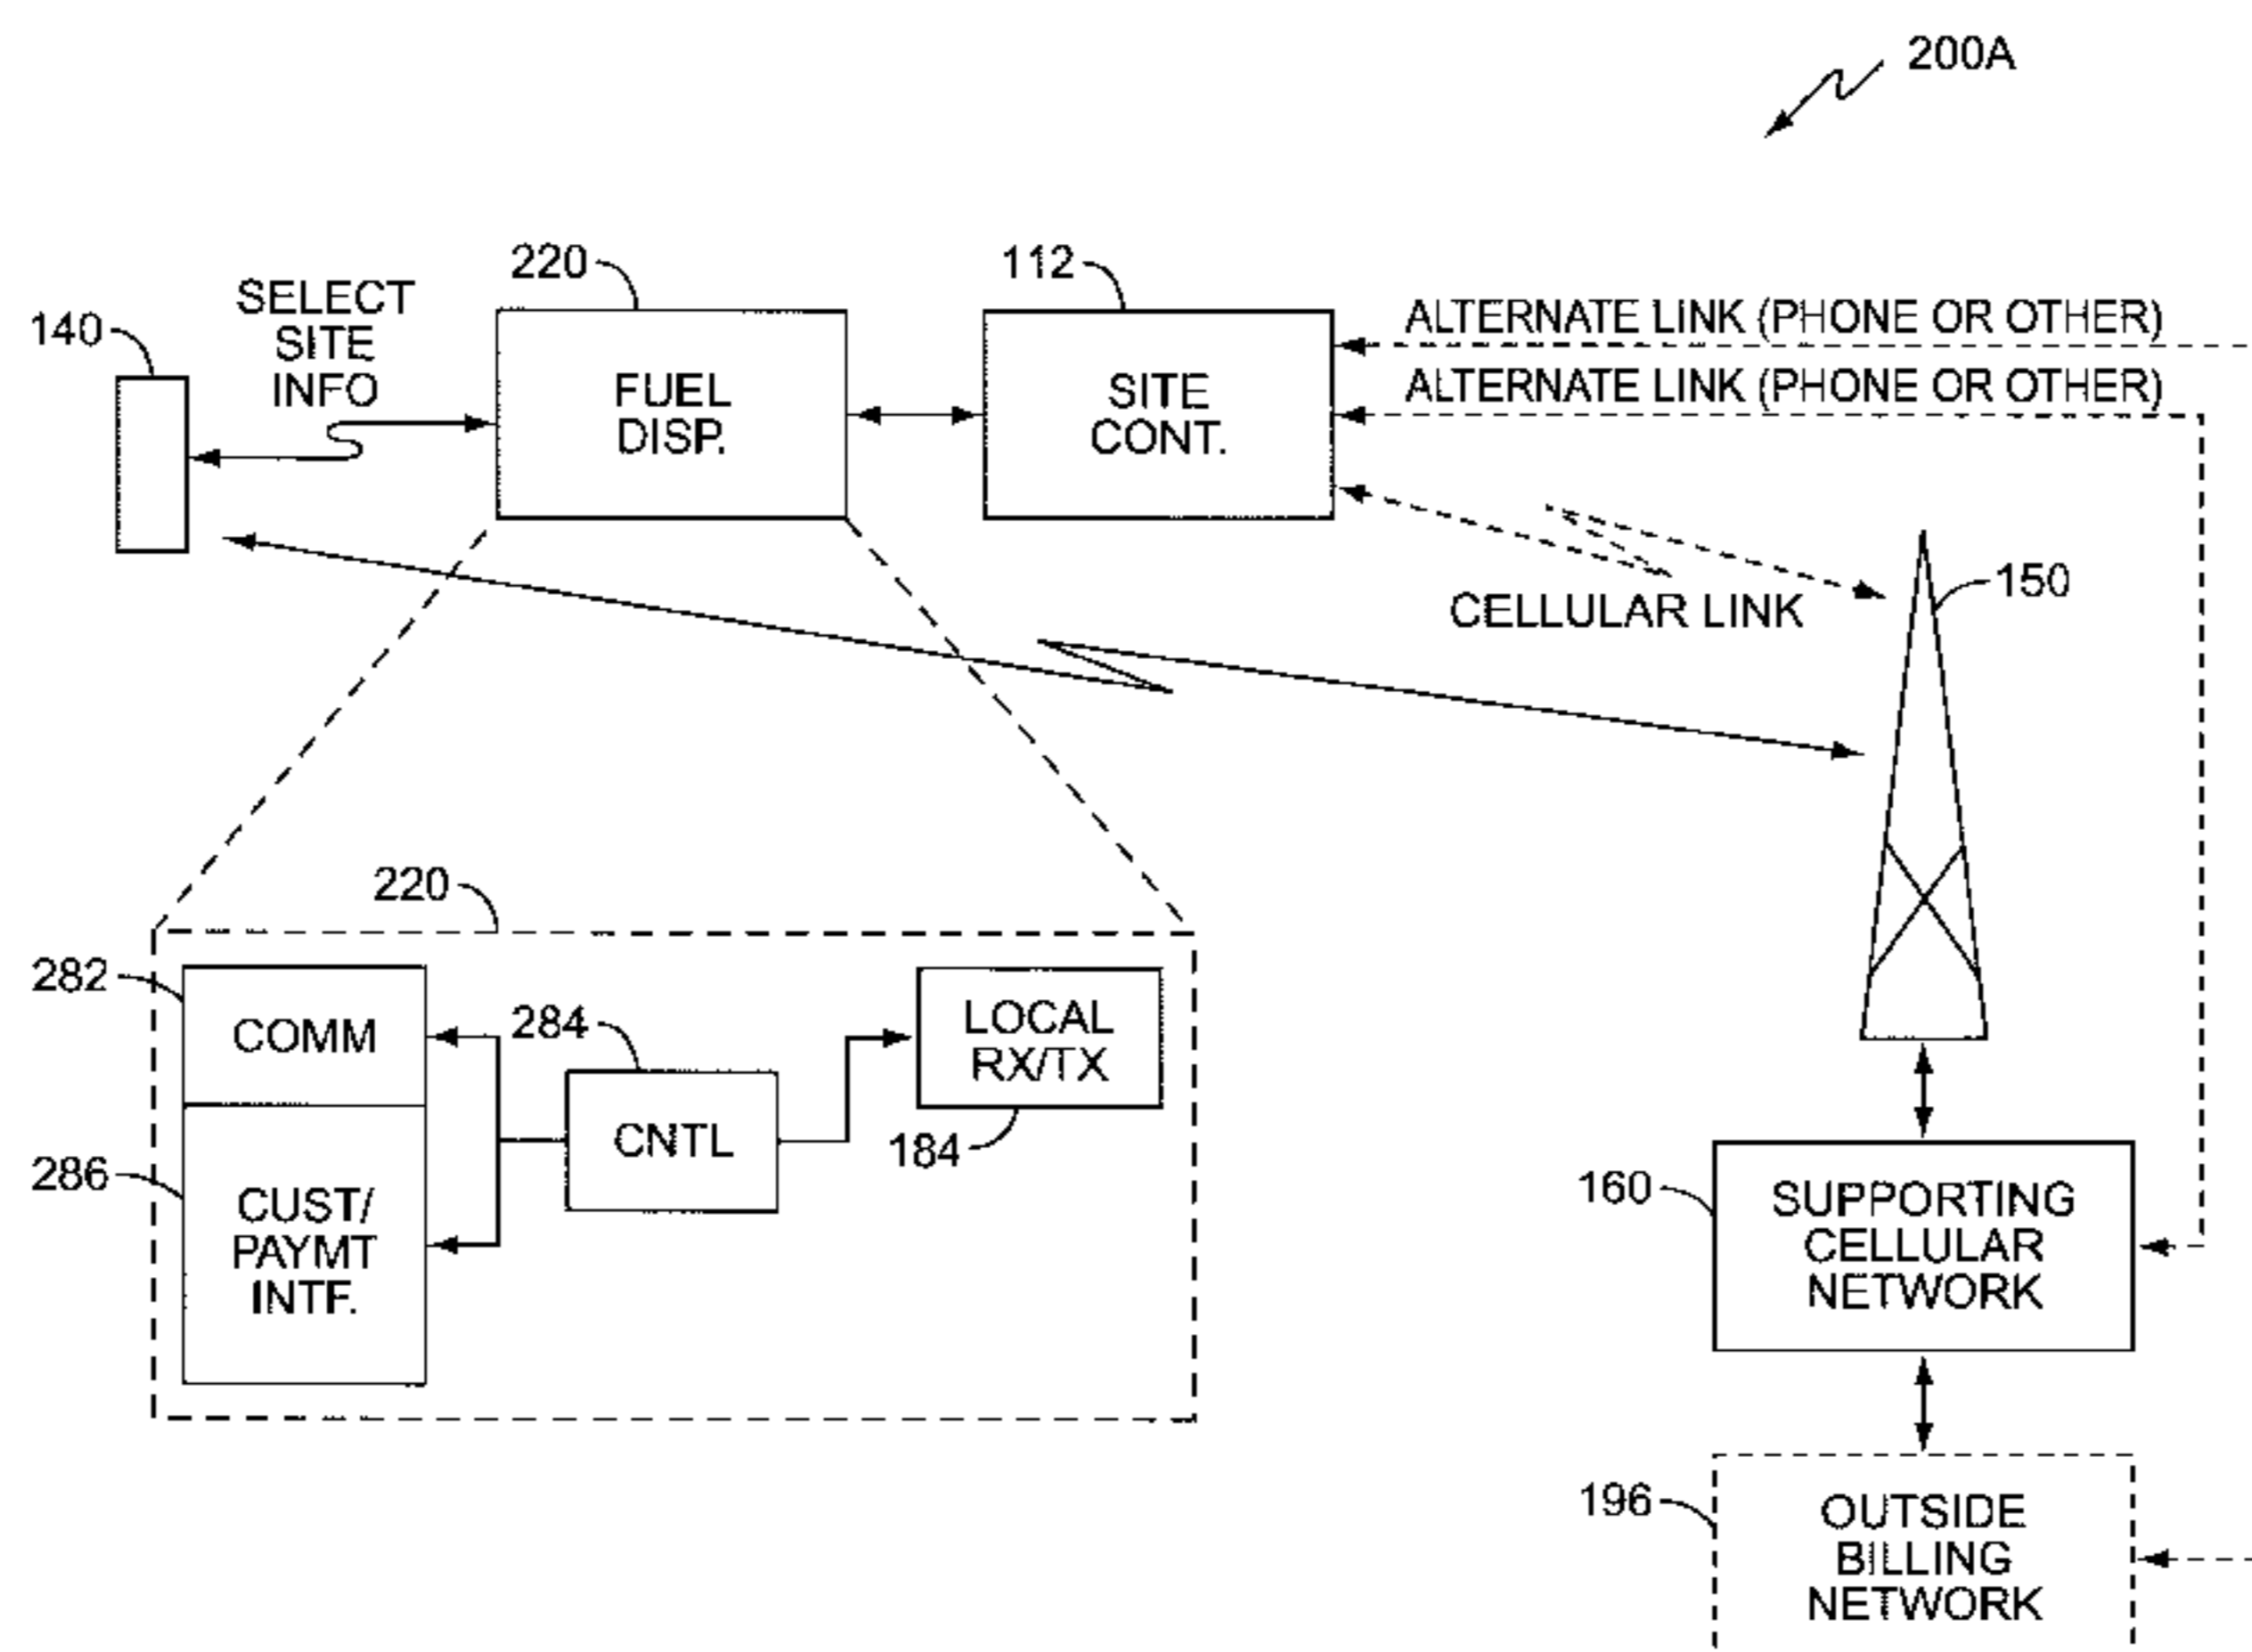 200A
220
112
SELECT
SITE
INFO
140
FUEL
DISP.
SITE
CONT.
ALTERNATE LINK (PHONE OR OTHER)
ALTERNATE LINK (PHONE OR OTHER)
CELLULAR LINK
150
220
282
COMM
284
CNTL
LOCAL
RX/TX
184
286
CUST/
PAYMT
INTF.
160
SUPPORTING
CELLULAR
NETWORK
196
OUTSIDE
BILLING
NETWORK